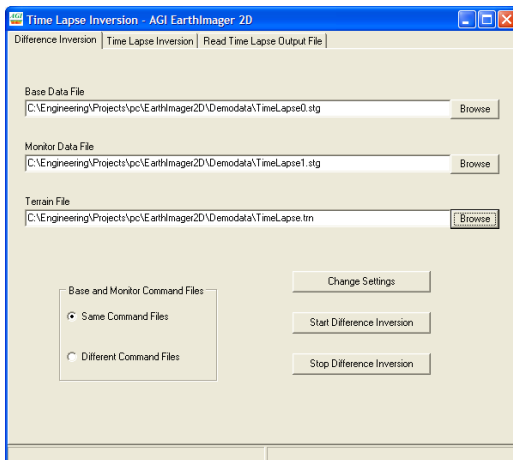 AGI Time Lapse Inversion - AGI EarthImager 2D
Difference Inversion Time Lapse Inversion Read Time Lapse Output File
Base Data File
C:\Engineering\Projects\pc\EarthImager2D\Demodata\TimeLapse0.stg Browse
Monitor Data File
C:\Engineering\Projects\pc\EarthImager2D\Demodata\TimeLapse1.stg Browse
Terrain File
C:\Engineering\Projects\pc\EarthImager2D\Demodata\TimeLapse.trn Browse
Change Settings
Base and Monitor Command Files
Same Command Files
Start Difference Inversion
Different Command Files
Stop Difference Inversion